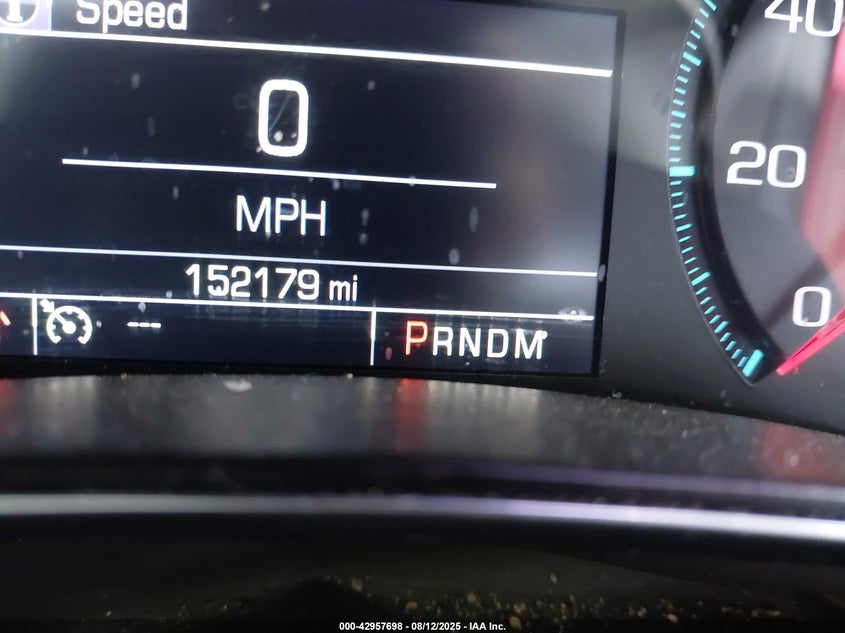 Speed
40
0
20
MPH
152179 mi
0
---
PRNDM
000-42957698 - 08/12/2025 - IAA Inc.